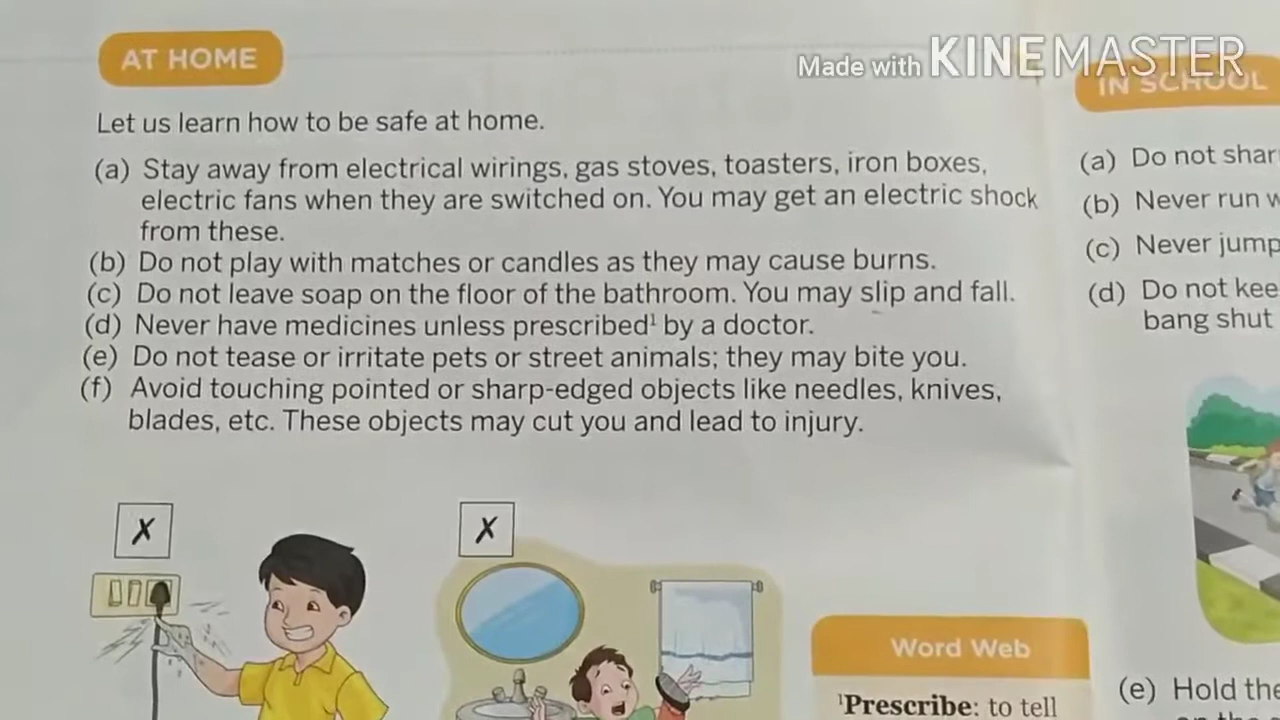 AT HOME
Made with KINEMASTER
IN SCHOOL
Let us learn how to be safe at home.
(a) Stay away from electrical wirings, gas stoves, toasters, iron boxes,
electric fans when they are switched on. You may get an electric shock
from these.
(b) Do not play with matches or candles as they may cause burns.
(c) Do not leave soap on the floor of the bathroom. You may slip and fall.
(d) Never have medicines unless prescribed¹ by a doctor.
(e) Do not tease or irritate pets or street animals; they may bite you.
(f) Avoid touching pointed or sharp-edged objects like needles, knives,
blades, etc. These objects may cut you and lead to injury.
(a) Do not shar
(b) Never run w
(c) Never jump
(d) Do not kee
bang shut
X
X
Word Web
¹Prescribe: to tell
(e) Hold the